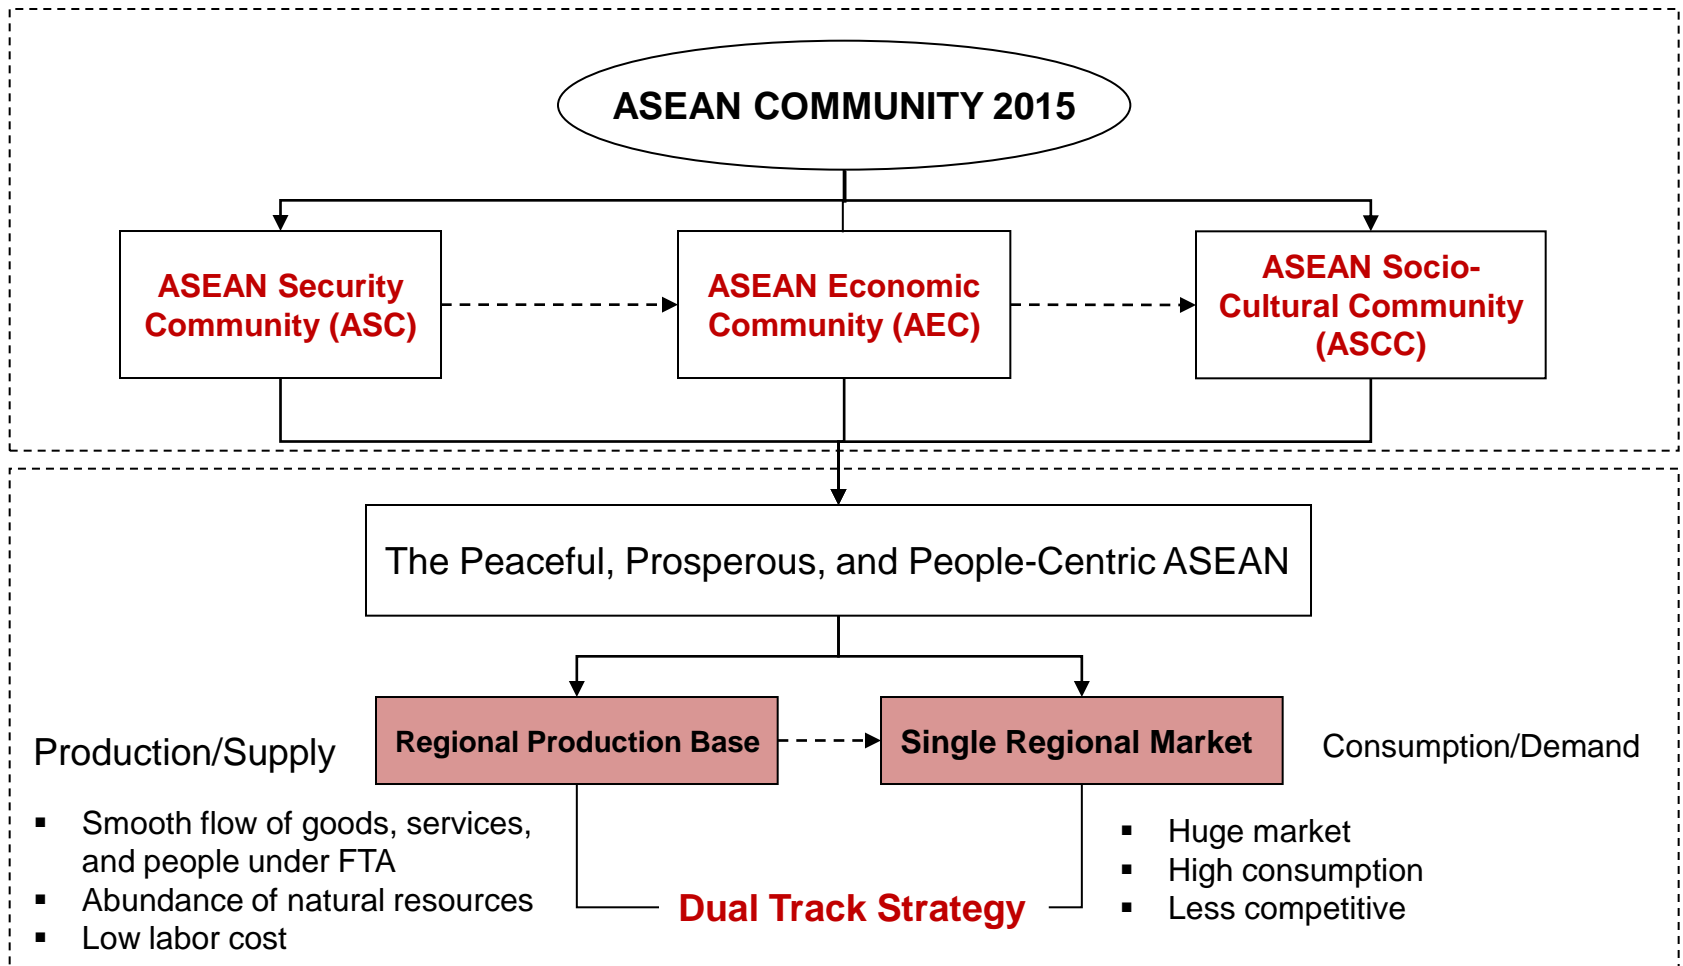 ASEAN COMMUNITY 2015
ASEAN Security
Community (ASC)
ASEAN Economic
Community (AEC)
ASEAN Socio-
Cultural Community
(ASCC)
The Peaceful, Prosperous, and People-Centric ASEAN
Production/Supply
Regional Production Base
Single Regional Market
Consumption/Demand
▪ Smooth flow of goods, services,
and people under FTA
▪ Abundance of natural resources
▪ Low labor cost
Dual Track Strategy
▪ Huge market
▪ High consumption
▪ Less competitive